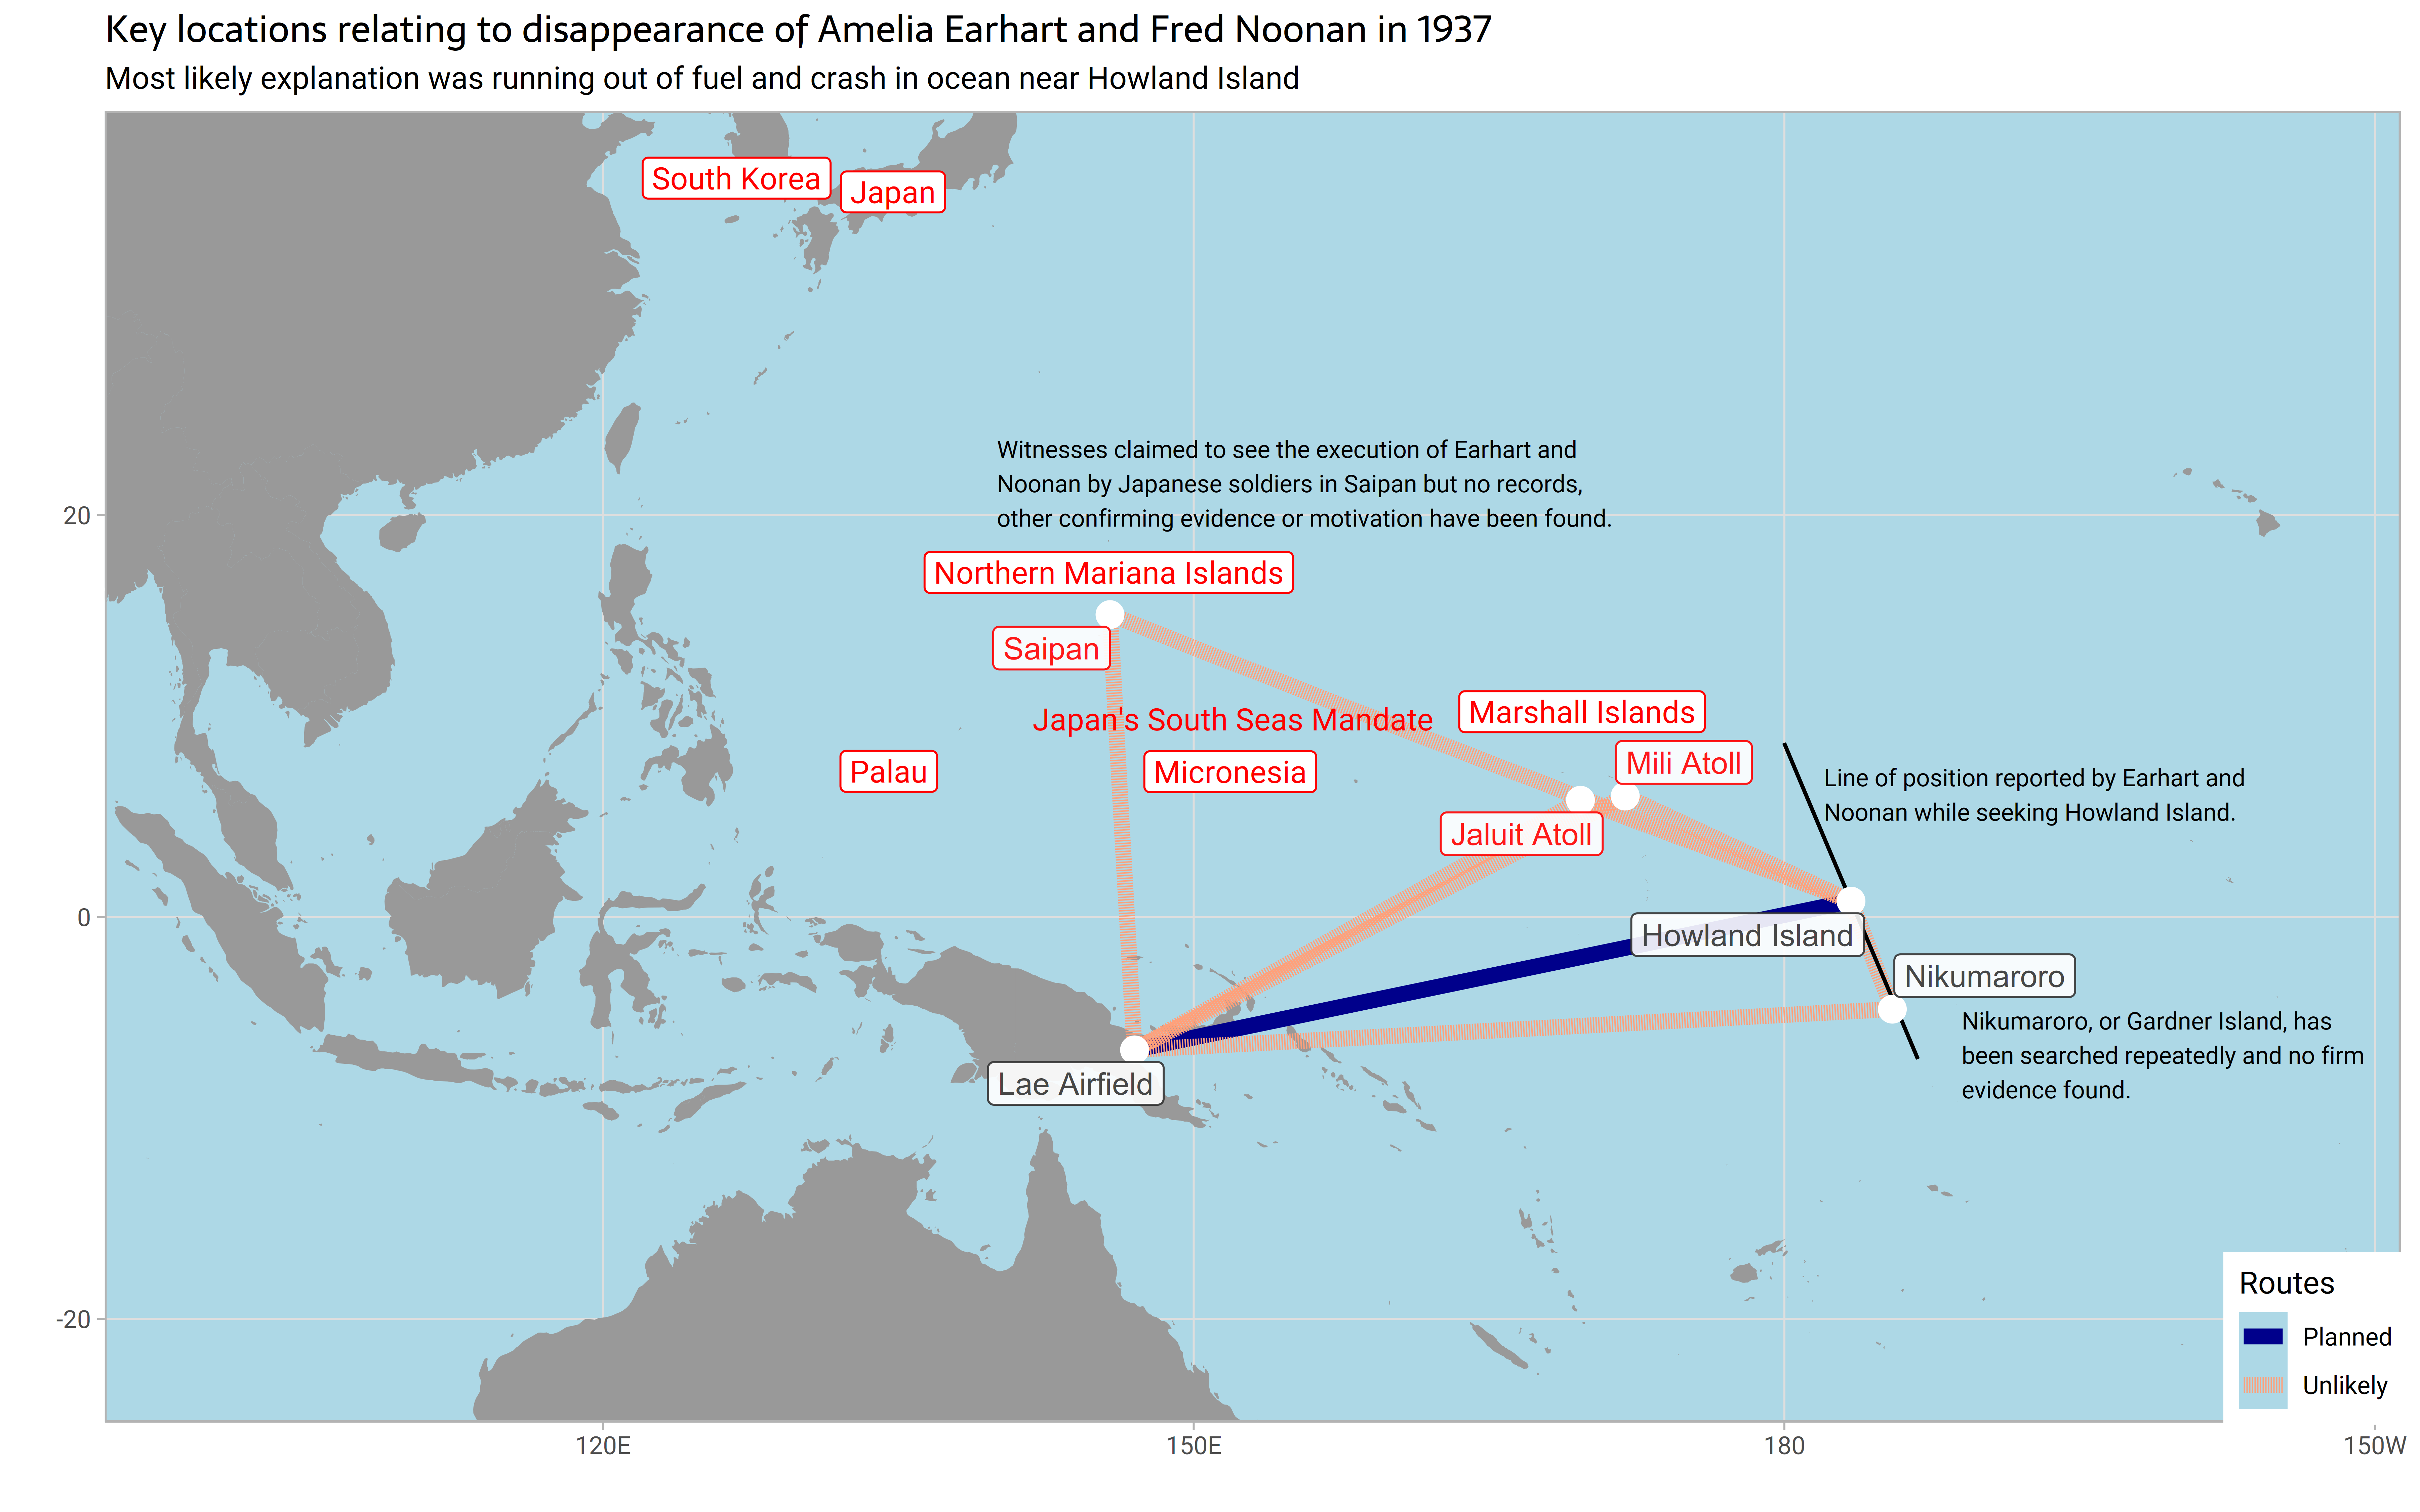 Key locations relating to disappearance of Amelia Earhart and Fred Noonan in 1937
Most likely explanation was running out of fuel and crash in ocean near Howland Island
South Korea
Japan
Witnesses claimed to see the execution of Earhart and
Noonan by Japanese soldiers in Saipan but no records,
other confirming evidence or motivation have been found.
20
Northern Mariana Islands
Saipan
Japan's South Seas Mandate
Marshall Islands
Palau
Micronesia
Mili Atoll
Line of position reported by Earhart and
Noonan while seeking Howland Island.
Jaluit Atoll
0
Howland Island
Nikumaroro
Nikumaroro, or Gardner Island, has
been searched repeatedly and no firm
evidence found.
Lae Airfield
-20
Routes
Planned
Unlikely
120E
150E
180
150W